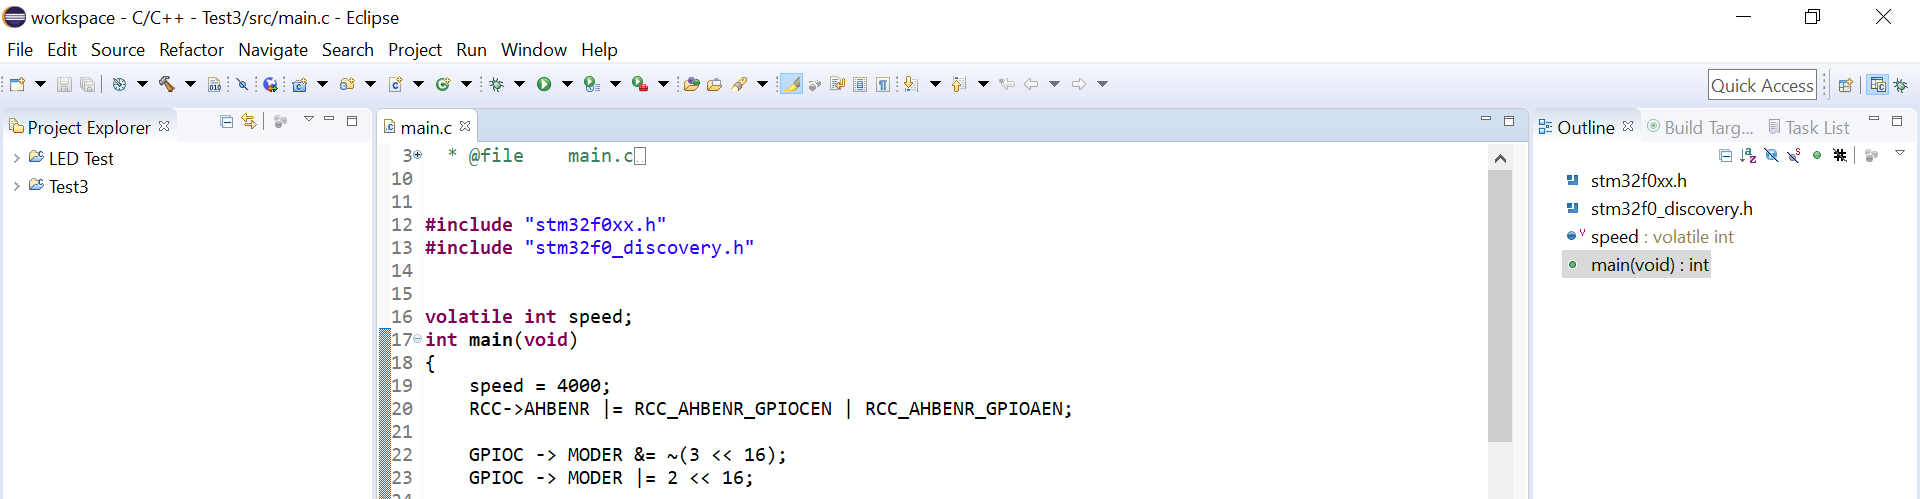 workspace - C/C++ - Test3/src/main.c - Eclipse
File Edit Source Refactor Navigate Search Project Run Window Help
010
Quick Access
Project Explorer
LED Test
Test3
main.c
3 * @file main.c
10
11
12 #include "stm32f0xx.h"
13 #include "stm32f0_discovery.h"
14
15
16 volatile int speed;
17 int main(void)
18 {
19 speed = 4000;
20 RCC->AHBENR |= RCC_AHBENR_GPIOCEN | RCC_AHBENR_GPIOAEN;
21
22 GPIOC -> MODER &= ~(3 << 16);
23 GPIOC -> MODER |= 2 << 16;
Outline Build Targ... Task List
stm32f0xx.h
stm32f0_discovery.h
speed : volatile int
main(void) : int